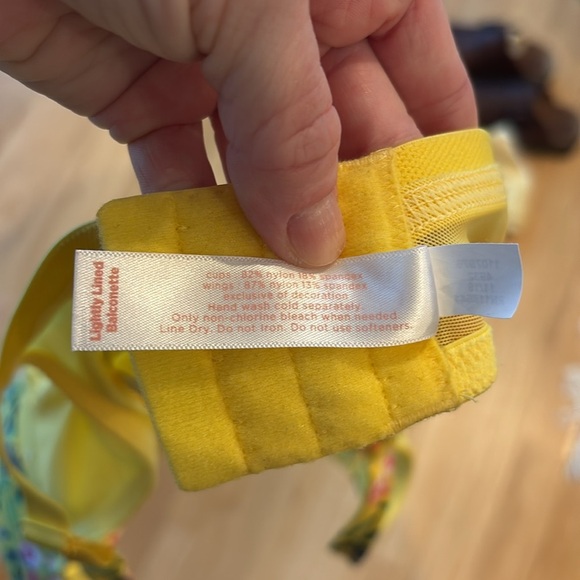 Lightly Lined
Balconette
cups: 82% nylon 18% spandex
wings: 87% nylon 13% spandex
exclusive of decoration
Hand wash cold separately.
Only non-chlorine bleach when needed.
Line Dry. Do not Iron. Do not use softeners.